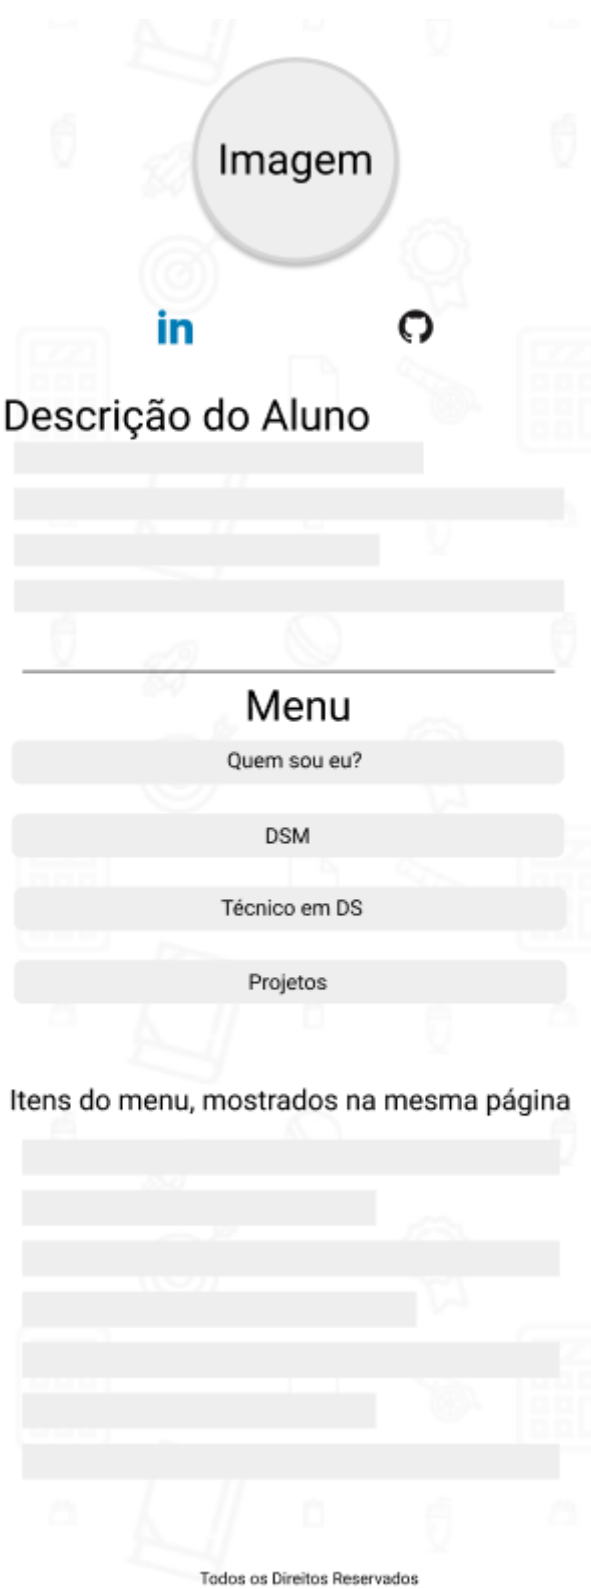 Imagem
in
Descrição do Aluno
Menu
Quem sou eu?
DSM
Técnico em DS
Projetos
Itens do menu, mostrados na mesma página
Todos os Direitos Reservados